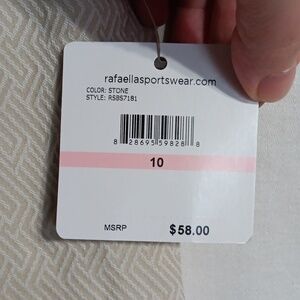 rafaellasportswear.com
COLOR: STONE
STYLE: RSBS7181
8 28695 59828 8
10
MSRP $58.00